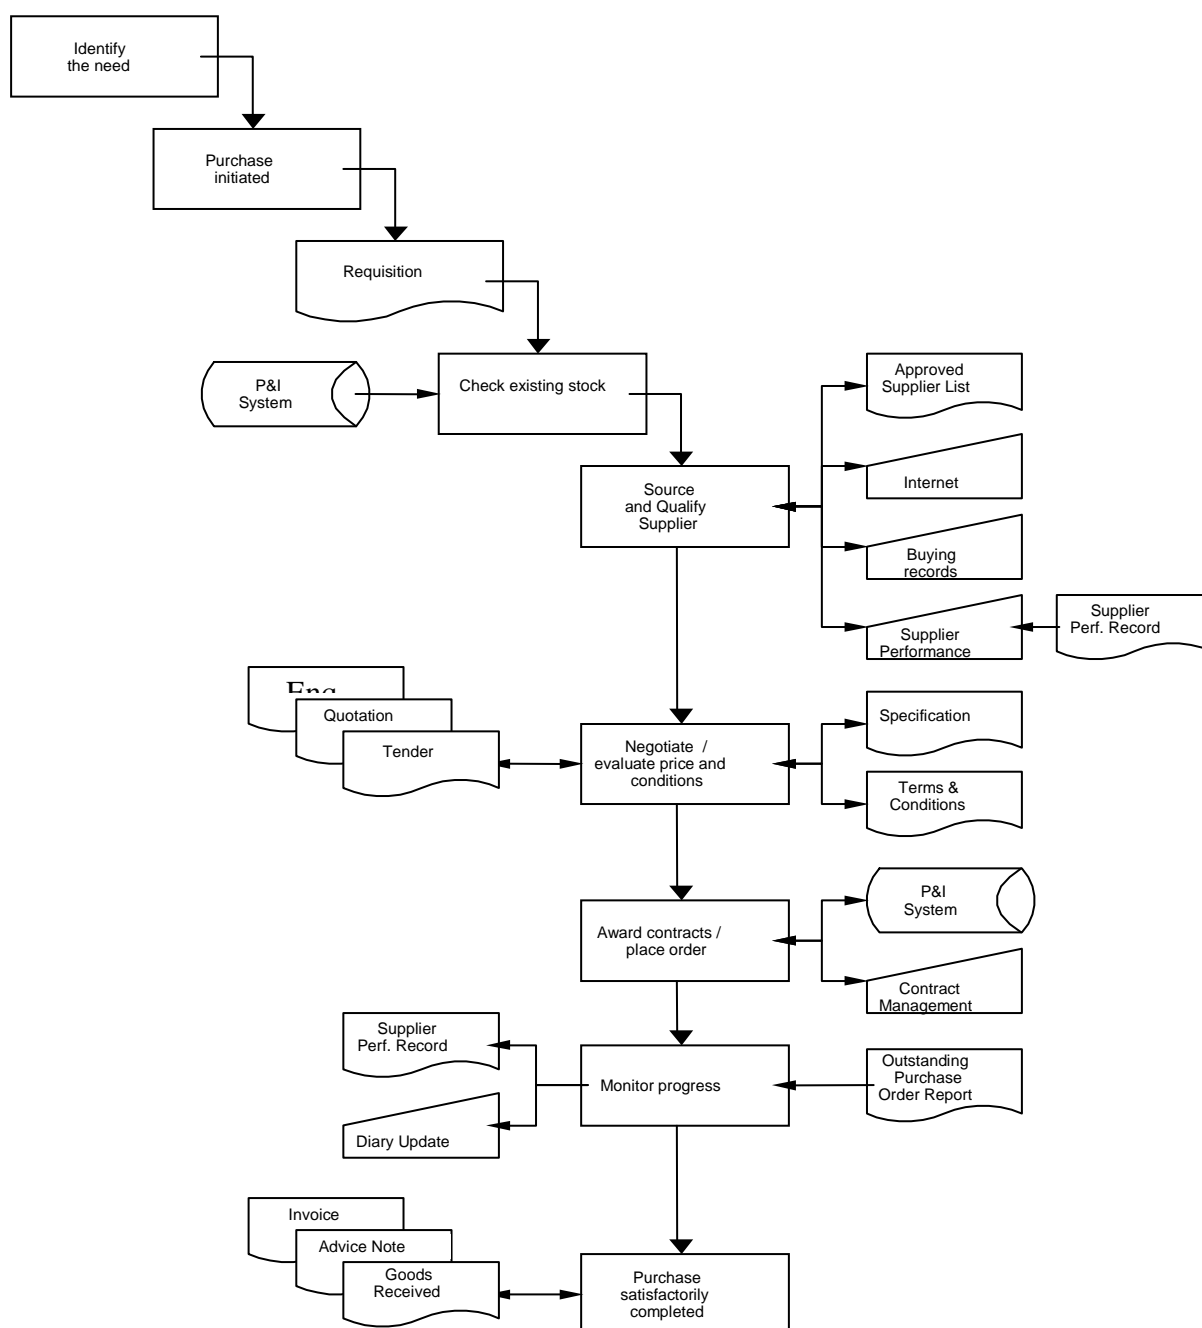 Identify
the need
Purchase
initiated
Requisition
P&I
System
Check existing stock
Approved
Supplier List
Source
and Qualify
Supplier
Internet
Buying
records
Supplier
Performance
Supplier
Perf. Record
Quotation
Tender
Negotiate /
evaluate price and
conditions
Specification
Terms &
Conditions
Award contracts /
place order
P&I
System
Contract
Management
Supplier
Perf. Record
Diary Update
Monitor progress
Outstanding
Purchase
Order Report
Invoice
Advice Note
Goods
Received
Purchase
satisfactorily
completed